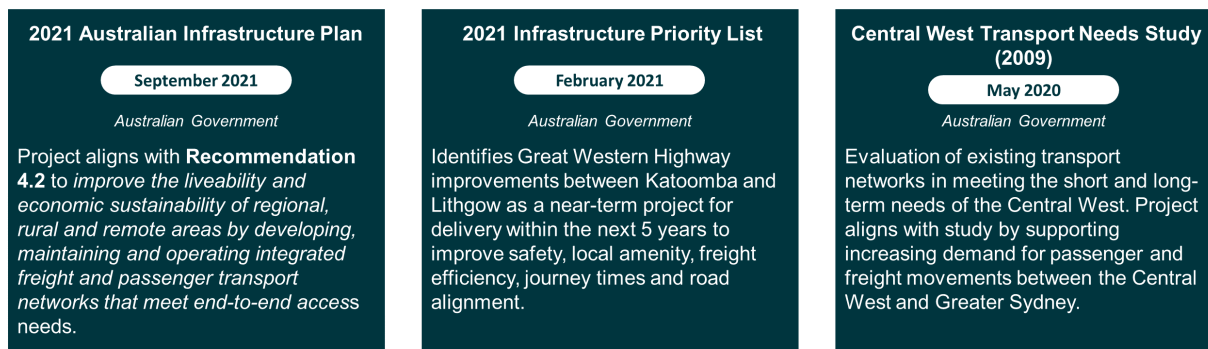 2021 Australian Infrastructure Plan
September 2021
Australian Government
Project aligns with Recommendation
4.2 to improve the liveability and
economic sustainability of regional,
rural and remote areas by developing,
maintaining and operating integrated
freight and passenger transport
networks that meet end-to-end access
needs.
2021 Infrastructure Priority List
February 2021
Australian Government
Identifies Great Western Highway
improvements between Katoomba and
Lithgow as a near-term project for
delivery within the next 5 years to
improve safety, local amenity, freight
efficiency, journey times and road
alignment.
Central West Transport Needs Study
(2009)
May 2020
Australian Government
Evaluation of existing transport
networks in meeting the short and long-
term needs of the Central West. Project
aligns with study by supporting
increasing demand for passenger and
freight movements between the Central
West and Greater Sydney.